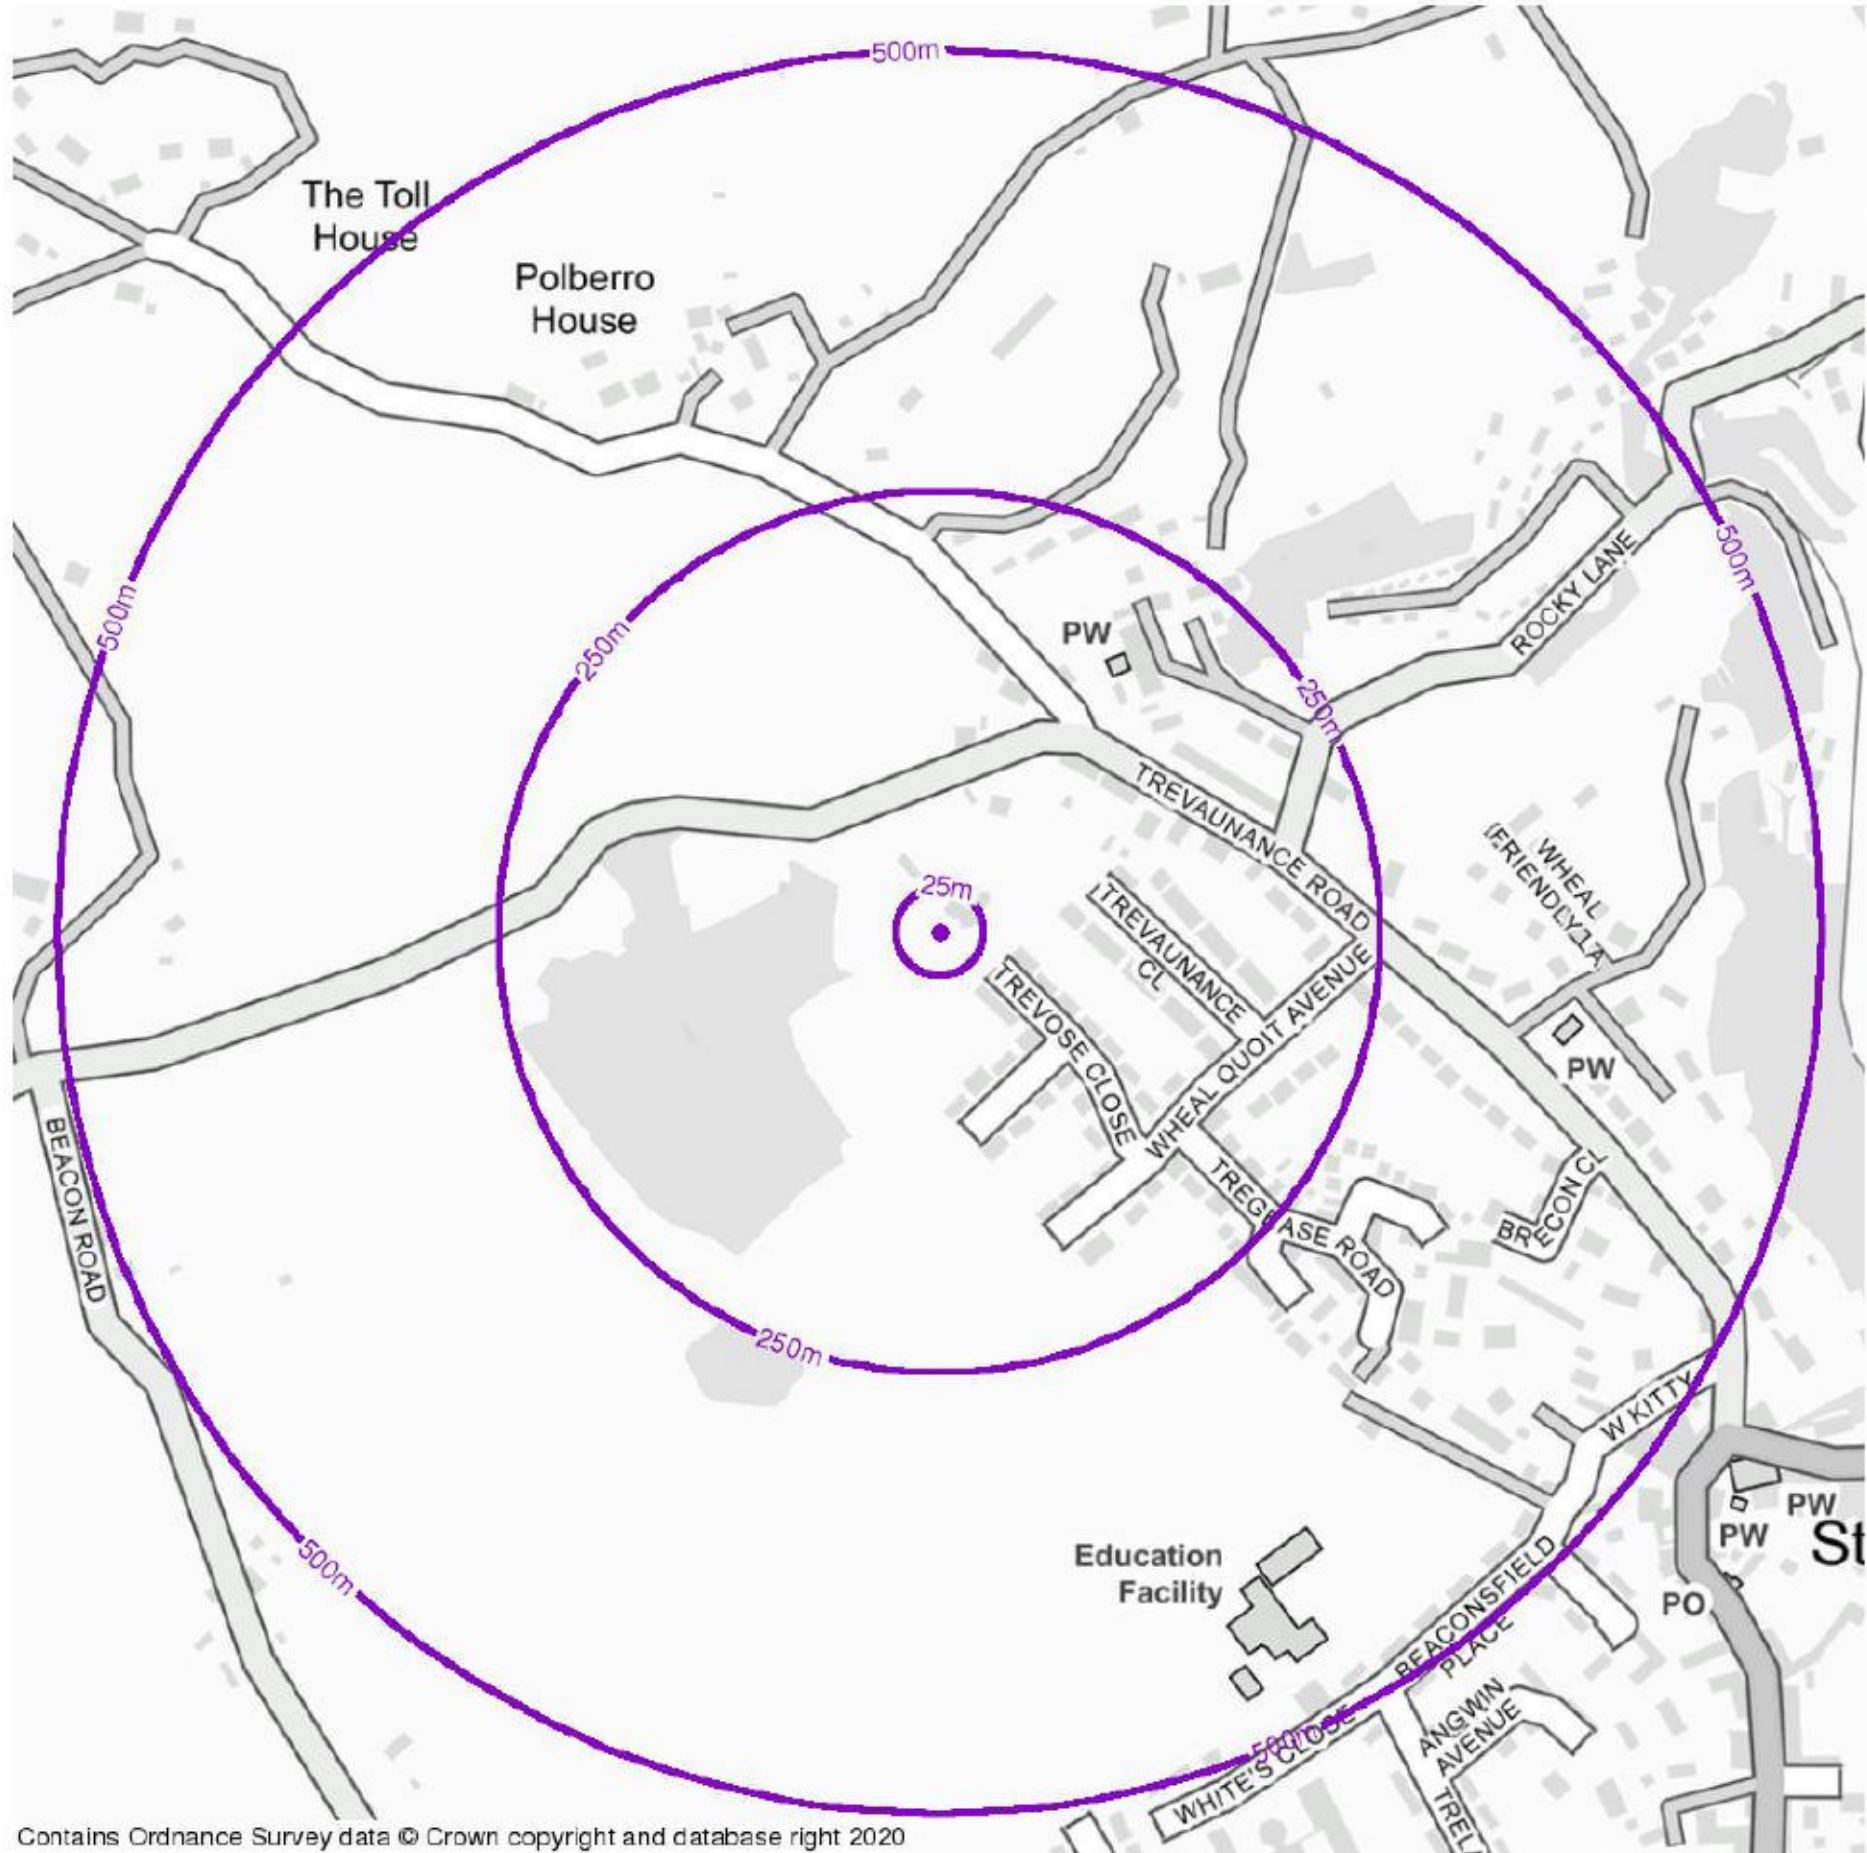 500m
The Toll
House
Polberro
House
500m
500m
250m
PW
ROCKY LANE
250m
TREVAUNANCE ROAD
WHEAL
25m
TREVAUNANCE
CL
TREVOSE CLOSE
WHEAL QUOIT AVENUE
PW
BEACON ROAD
TREGEASE ROAD
BRECON CL
250m
W KITTY
500m
Education
Facility
PW
PW
St
PO
BEACONSFIELD
PLACE
ANGWIN
AVENUE
500m
WHITE'S CLOSE
TREL
Contains Ordnance Survey data © Crown copyright and database right 2020